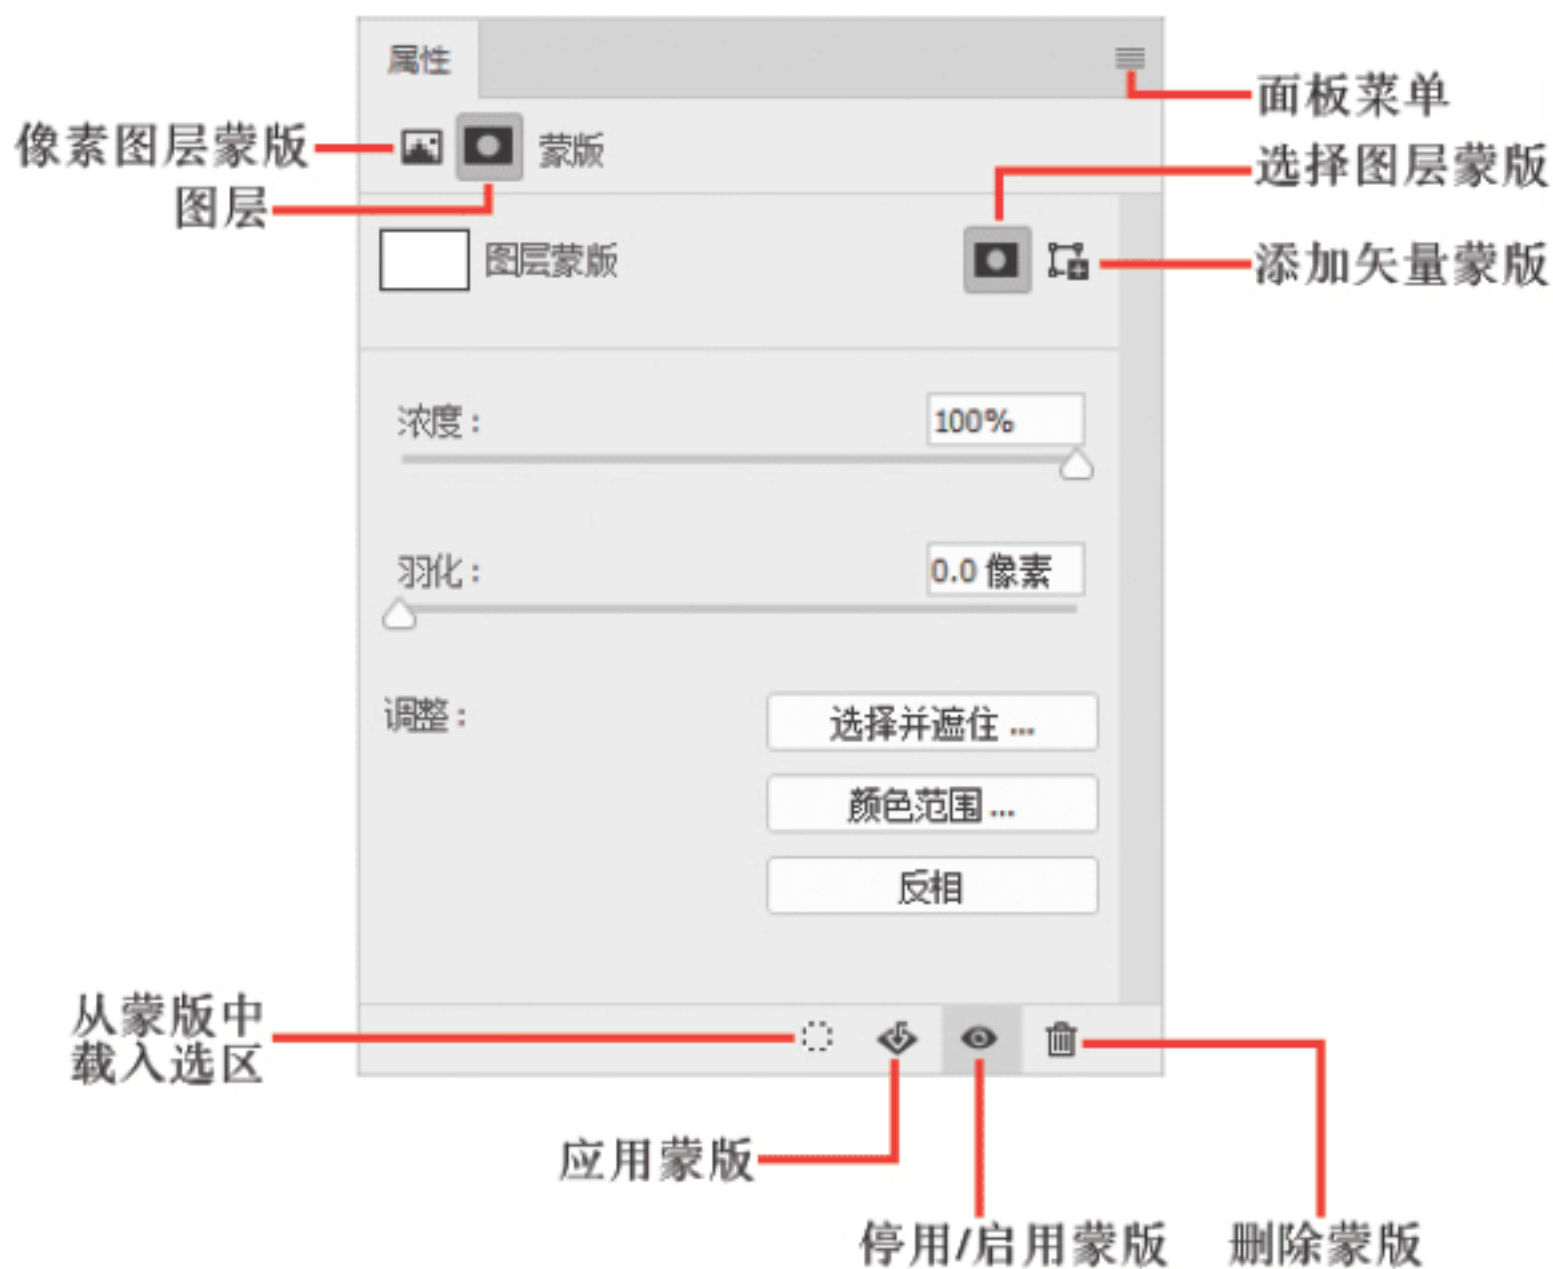 属性
面板菜单
像素图层蒙版
蒙版
选择图层蒙版
图层
图层蒙版
添加矢量蒙版
浓度：
100%
羽化：
0.0 像素
调整：
选择并遮住 ...
颜色范围 ...
反相
从蒙版中
载入选区
应用蒙版
停用/启用蒙版
删除蒙版